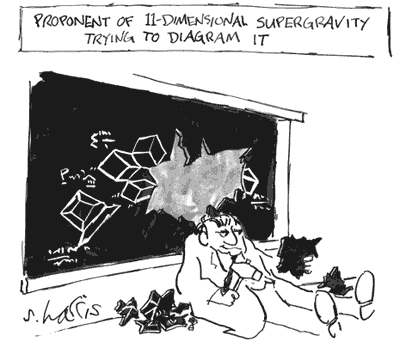 PROPONENT OF 11-DIMENSIONAL SUPERGRAVITY
TRYING TO DIAGRAM IT
s. harris